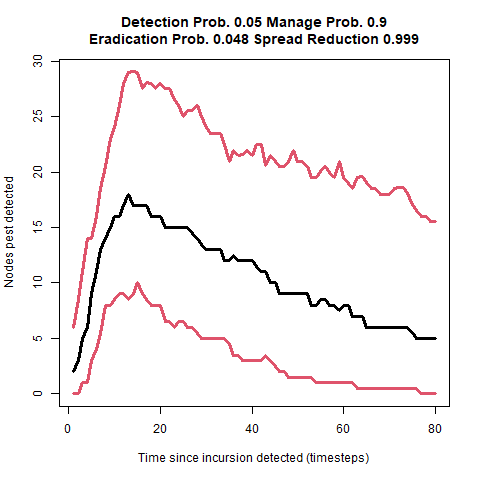 Detection Prob. 0.05 Manage Prob. 0.9
Eradication Prob. 0.048 Spread Reduction 0.999
Nodes pest detected
30
25
20
15
10
5
0
0 20 40 60 80
Time since incursion detected (timesteps)